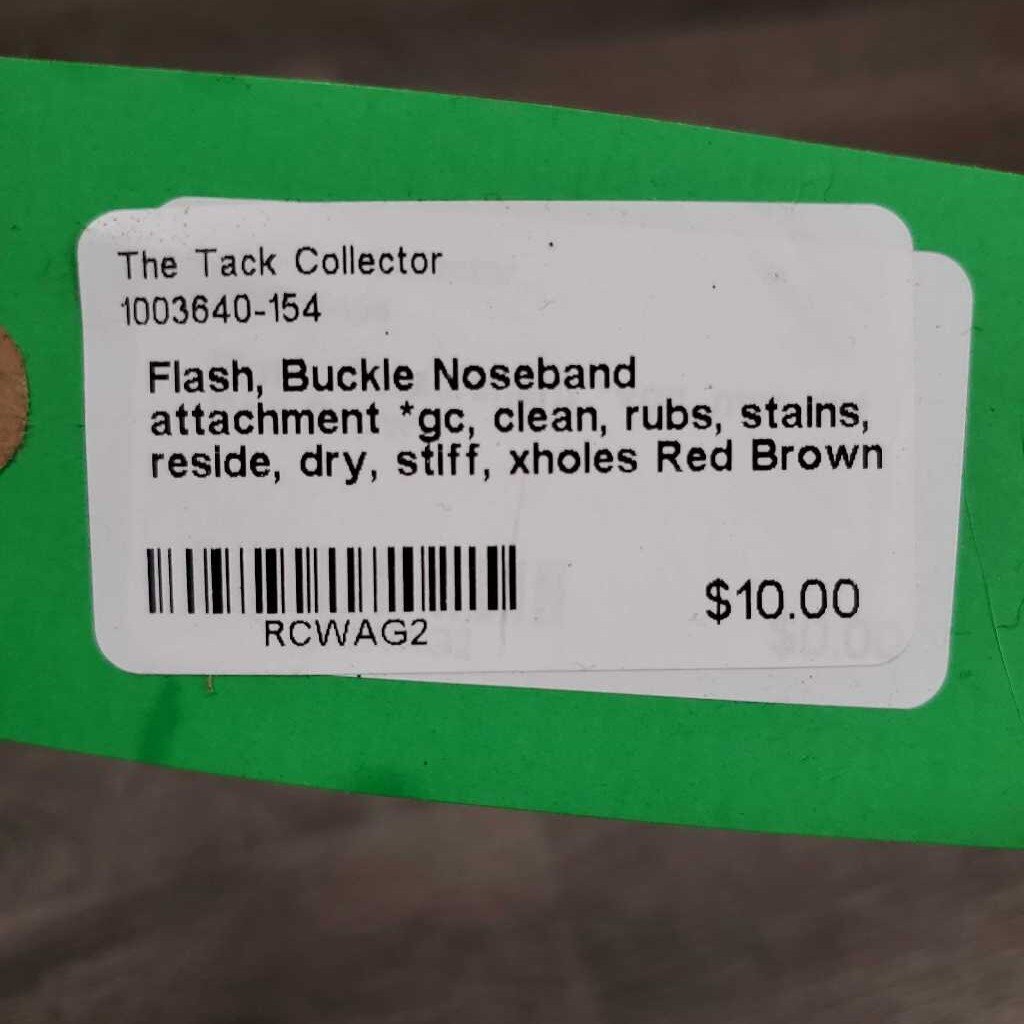 The Tack Collector
1003640-154
Flash, Buckle Noseband
attachment *gc, clean, rubs, stains,
reside, dry, stiff, xholes Red Brown
RCWAG2
$10.00